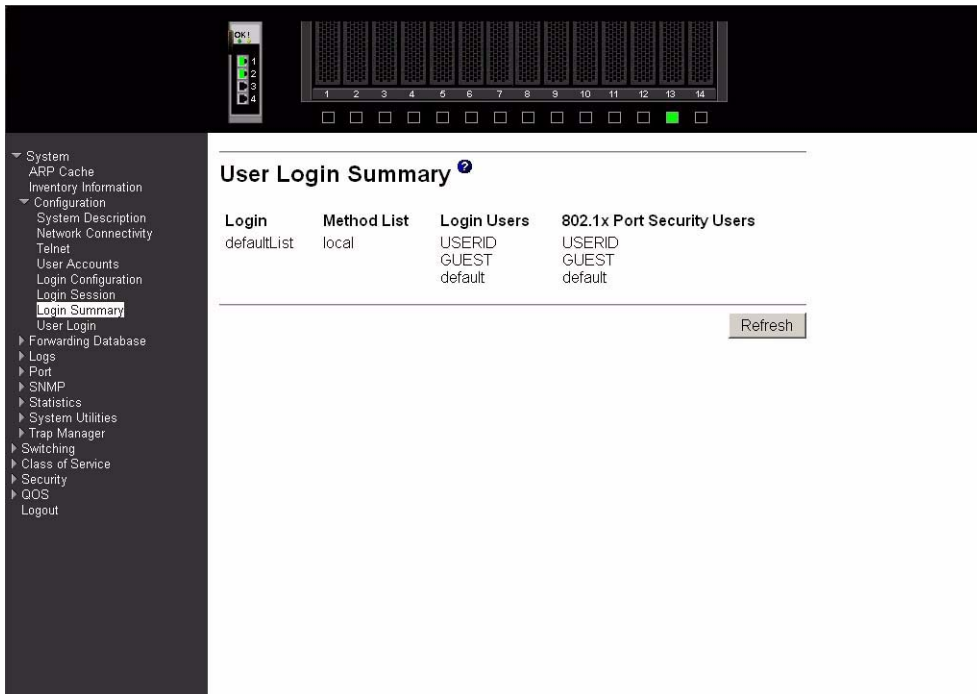 OK!
1
2
3
4
1 2 3 4 5 6 7 8 9 10 11 12 13 14
System
ARP Cache
Inventory Information
Configuration
System Description
Network Connectivity
Telnet
User Accounts
Login Configuration
Login Session
Login Summary
User Login
Forwarding Database
Logs
Port
SNMP
Statistics
System Utilities
Trap Manager
Switching
Class of Service
Security
QOS
Logout
User Login Summary ?
Login Method List Login Users 802.1x Port Security Users
defaultList local USERID USERID
GUEST GUEST
default default
Refresh